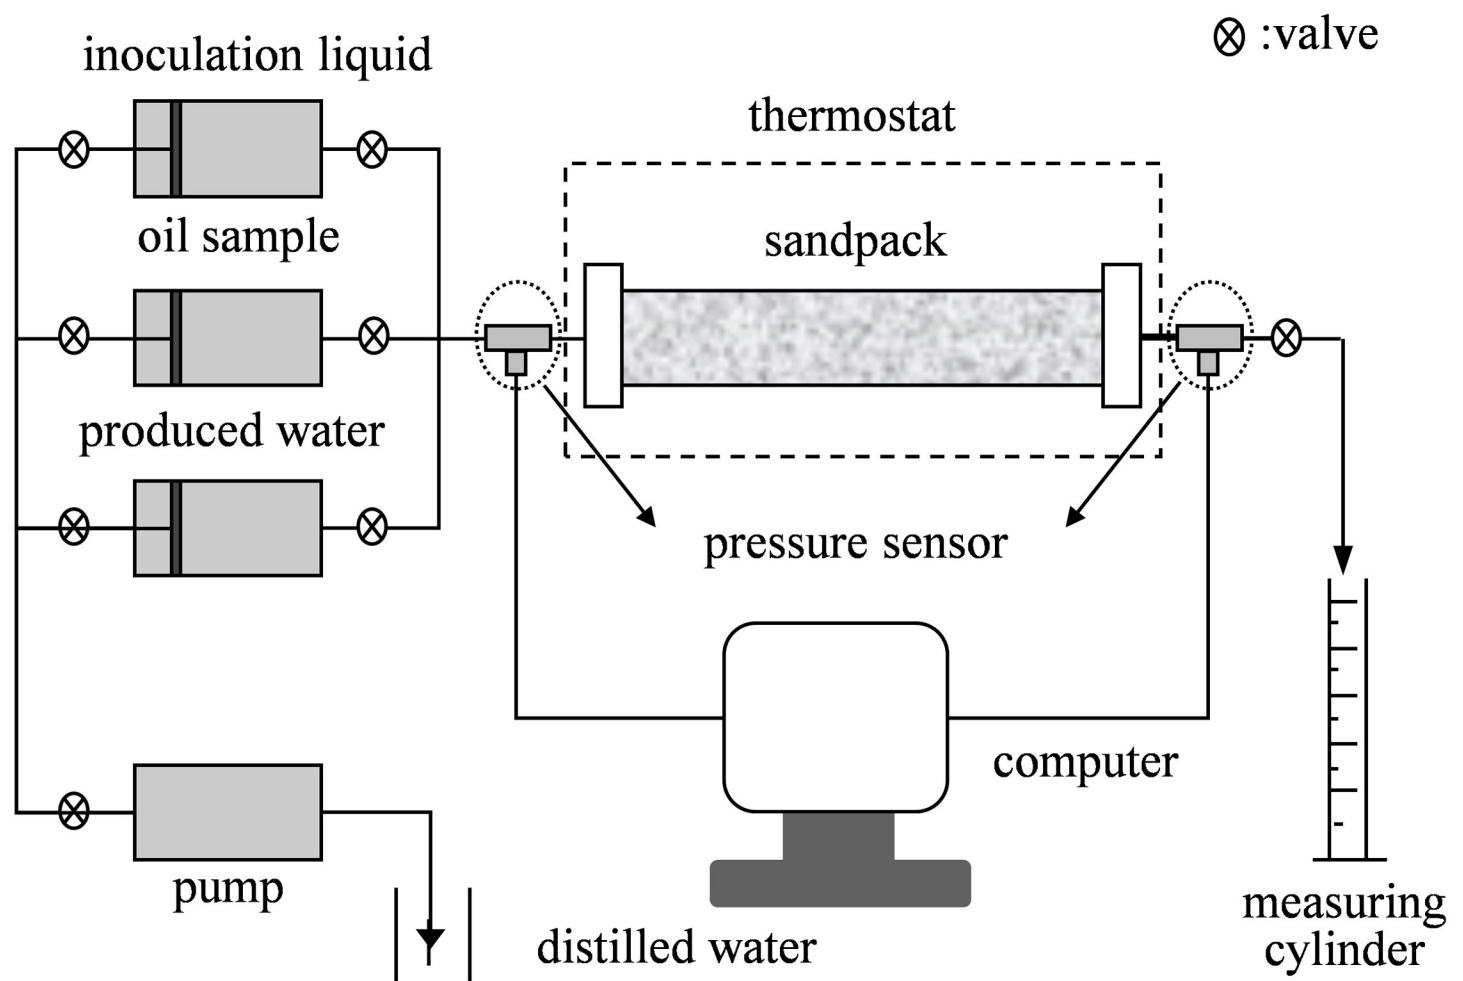 :valve
inoculation liquid
thermostat
oil sample
sandpack
produced water
pressure sensor
computer
pump
distilled water
measuring
cylinder